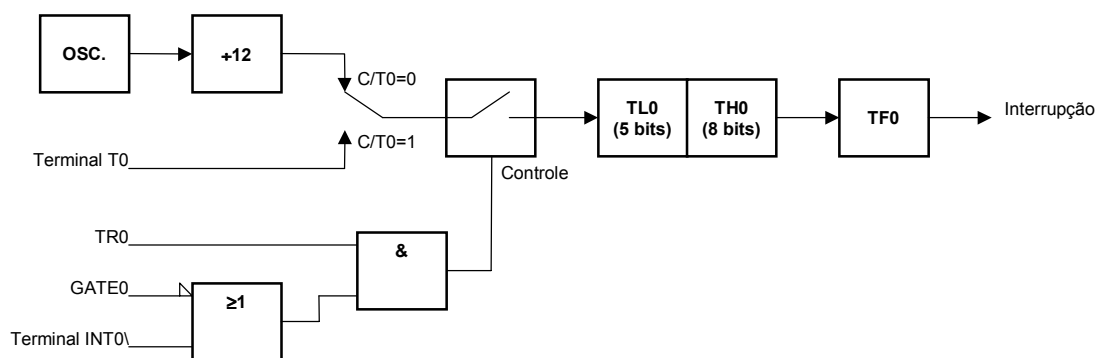 OSC.
÷12
C/T0=0
C/T0=1
Terminal T0
Controle
TL0
(5 bits)
TH0
(8 bits)
TF0
Interrupção
TR0
&
GATE0
≥1
Terminal INT0\